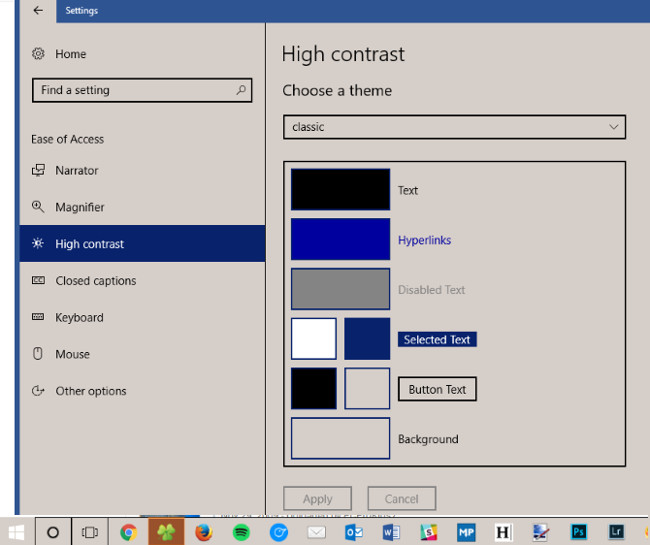 Settings
Home
Find a setting
Ease of Access
Narrator
Magnifier
High contrast
Closed captions
Keyboard
Mouse
Other options
High contrast
Choose a theme
classic
Text
Hyperlinks
Disabled Text
Selected Text
Button Text
Background
Apply
Cancel
CC
W
S
MP
H
Ps
Lr